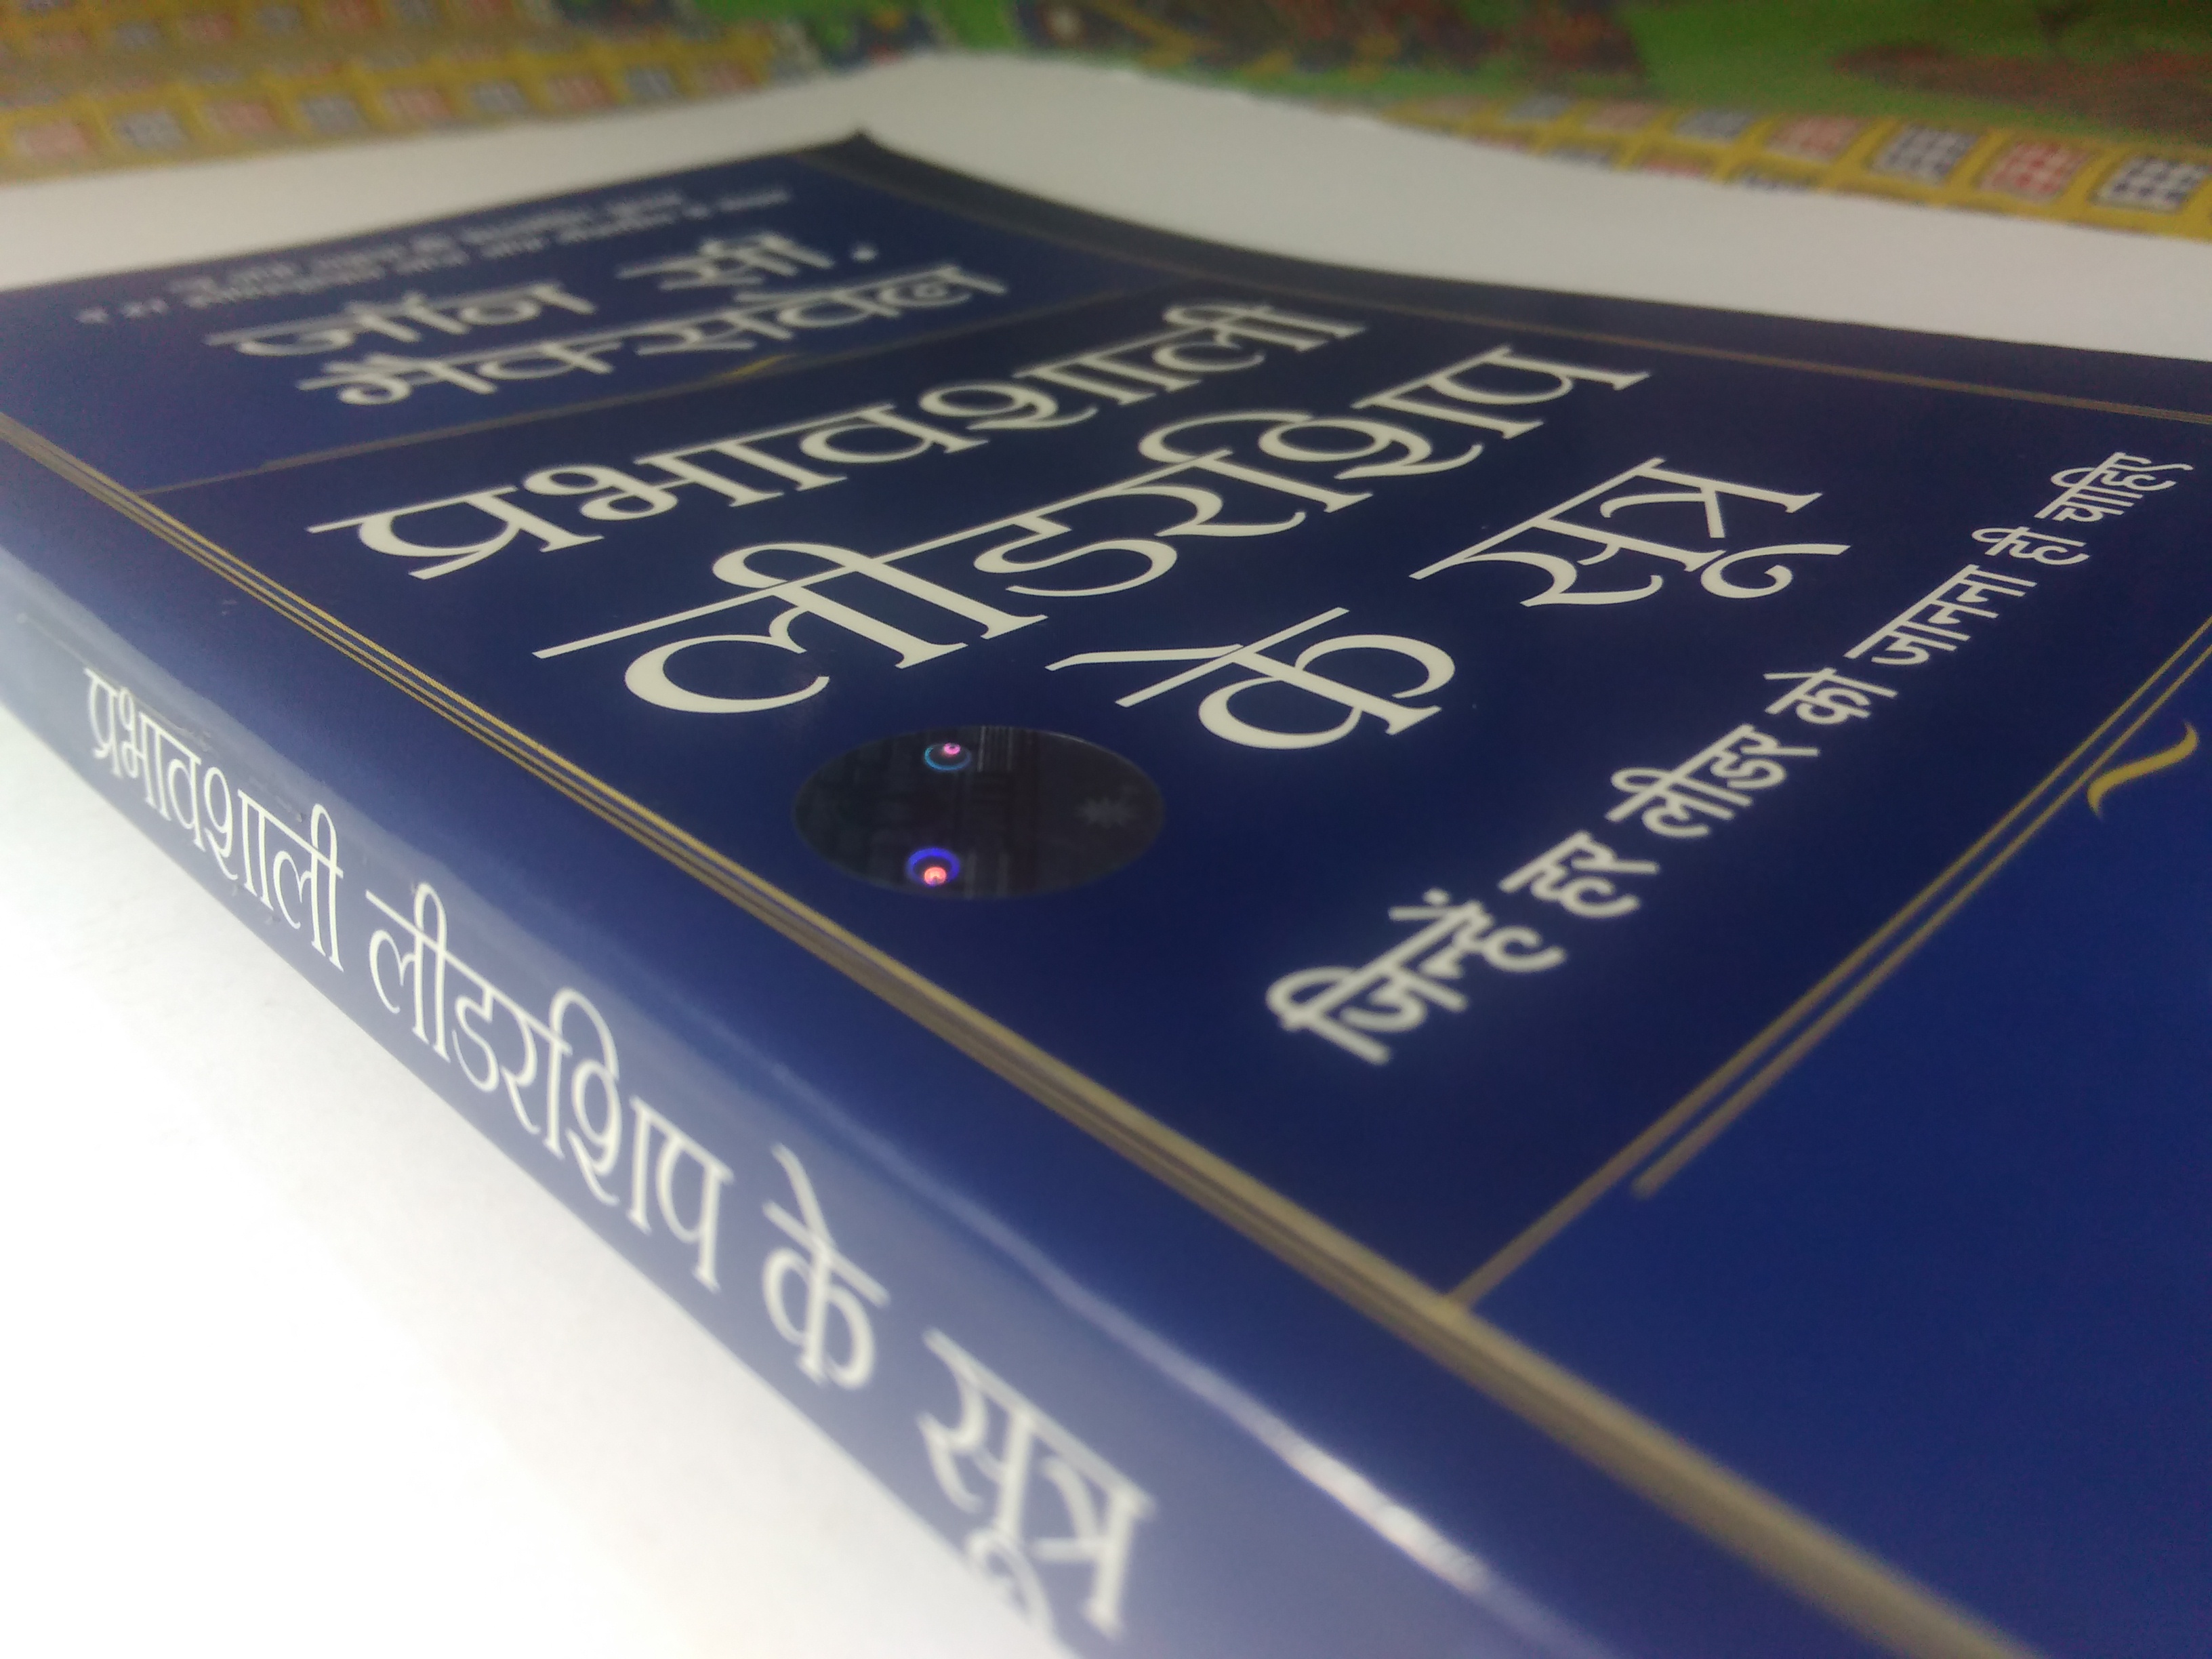 जॉन सी.
मैक्सवेल
प्रभावशाली
लीडरशिप
के सूत्र
जिन्हें हर लीडर को जानना ही चाहिए
प्रभावशाली लीडरशिप के सूत्र